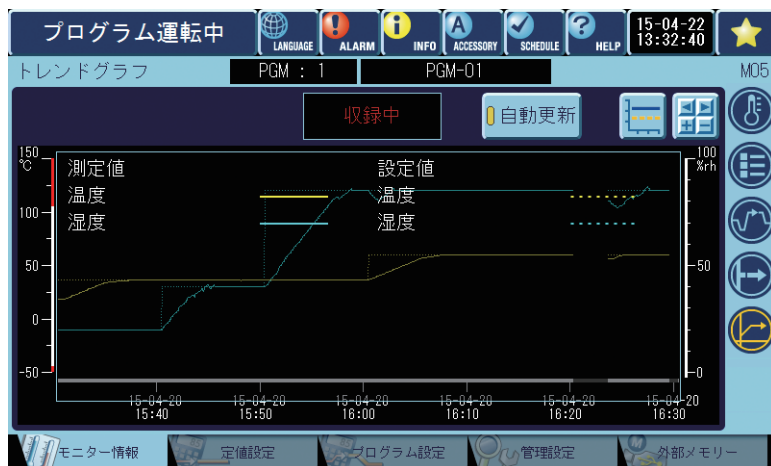 プログラム運転中
LANGUAGE
ALARM
INFO
ACCESSORY
SCHEDULE
HELP
15-04-22
13:32:40
トレンドグラフ
PGM : 1
PGM-01
M05
収録中
自動更新
150
℃
100
50
0
-50
測定値
温度
湿度
設定値
温度
湿度
100
%rh
50
0
15-04-20
15:40
15-04-20
15:50
15-04-20
16:00
15-04-20
16:10
15-04-20
16:20
15-04-20
16:30
モニター情報
定値設定
プログラム設定
管理設定
外部メモリー